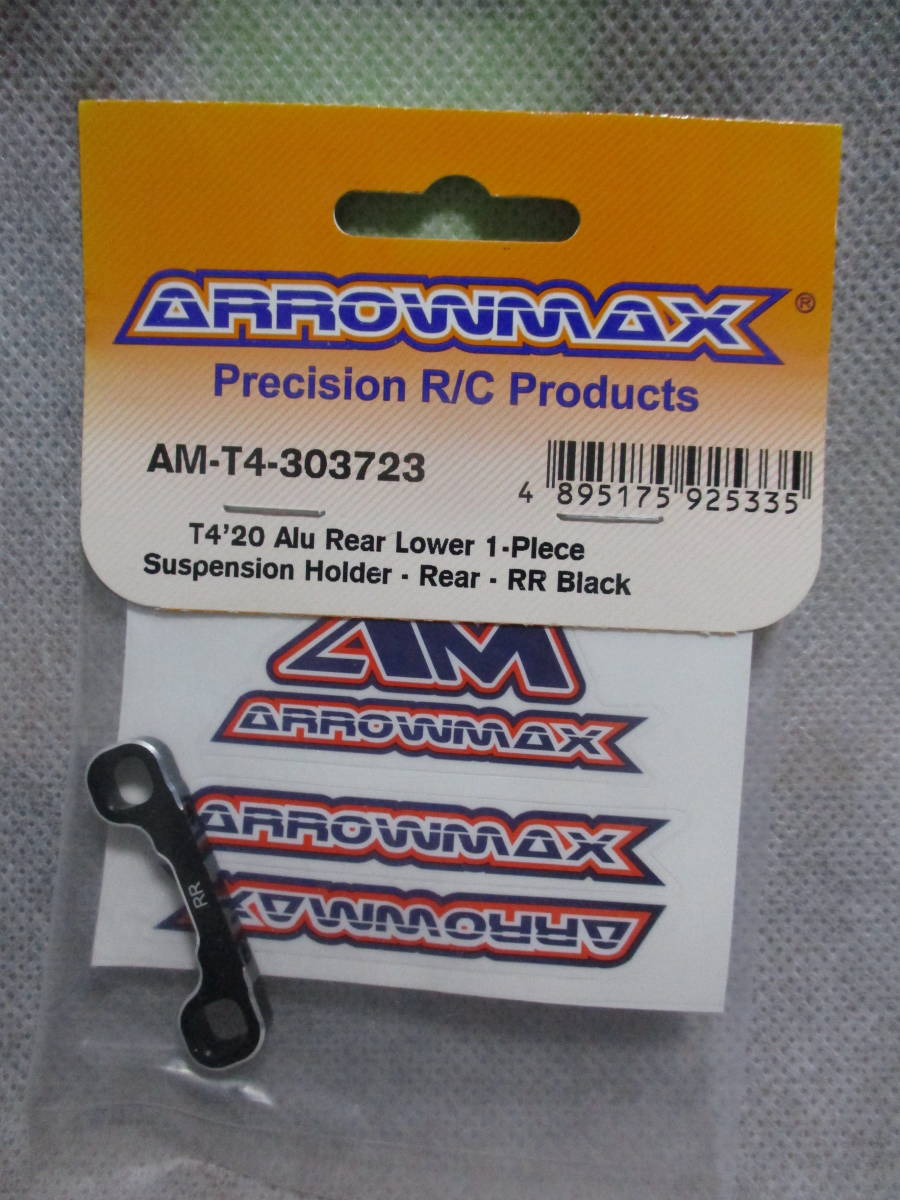 ARROWMAX®
Precision R/C Products
AM-T4-303723
4 895175 925335
T4'20 Alu Rear Lower 1-Piece
Suspension Holder - Rear - RR Black
AM
ARROWMAX
ARROWMAX
RR
ARROWMAX